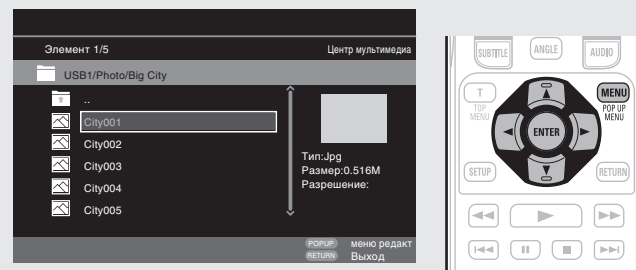 Элемент 1/5
Центр мультимедиа
USB1/Photo/Big City
..
City001
City002
City003
City004
City005
Тип:Jpg
Размер:0.516M
Разрешение:
POPUP меню редакт
RETURN Выход
SUBTITLE
ANGLE
AUDIO
T
TOP MENU
MENU
POP UP MENU
ENTER
SETUP
RETURN